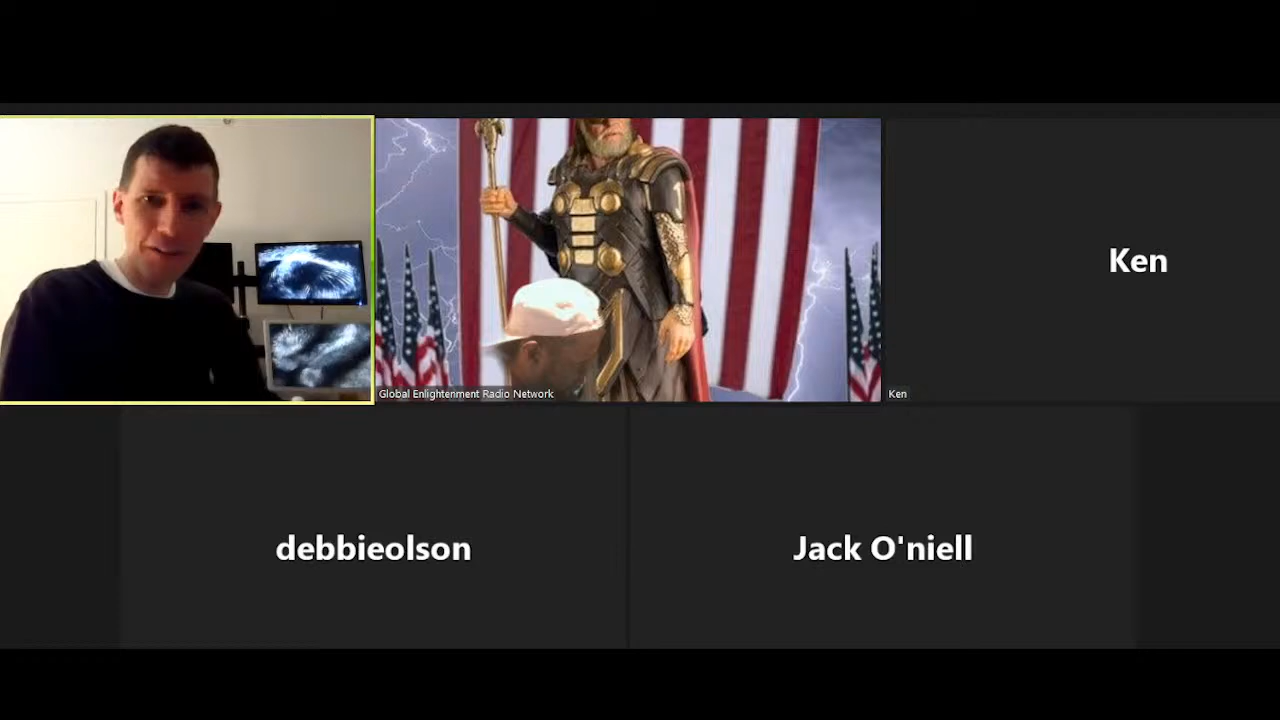 Ken
Global Enlightenment Radio Network
Ken
debbieolson
Jack O'niell